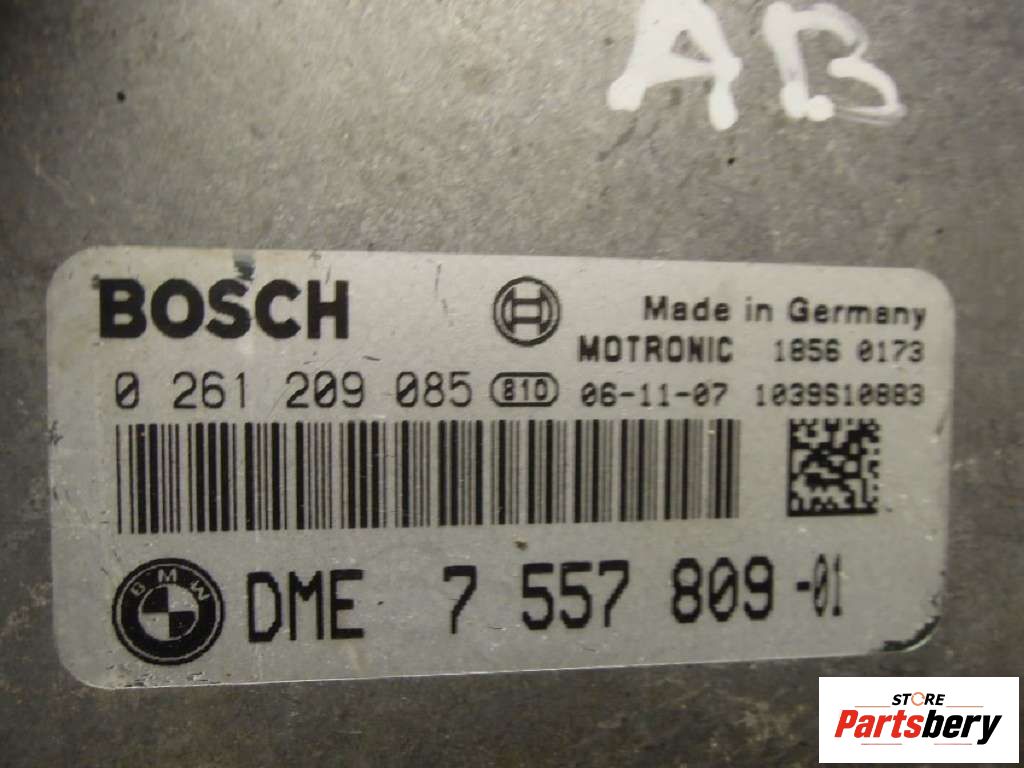 AB
BOSCH
Made in Germany
MOTRONIC 1856 0173
0 261 209 085 810 06-11-07 1039S10883
BMW DME 7 557 809-01
STORE
Partsbery